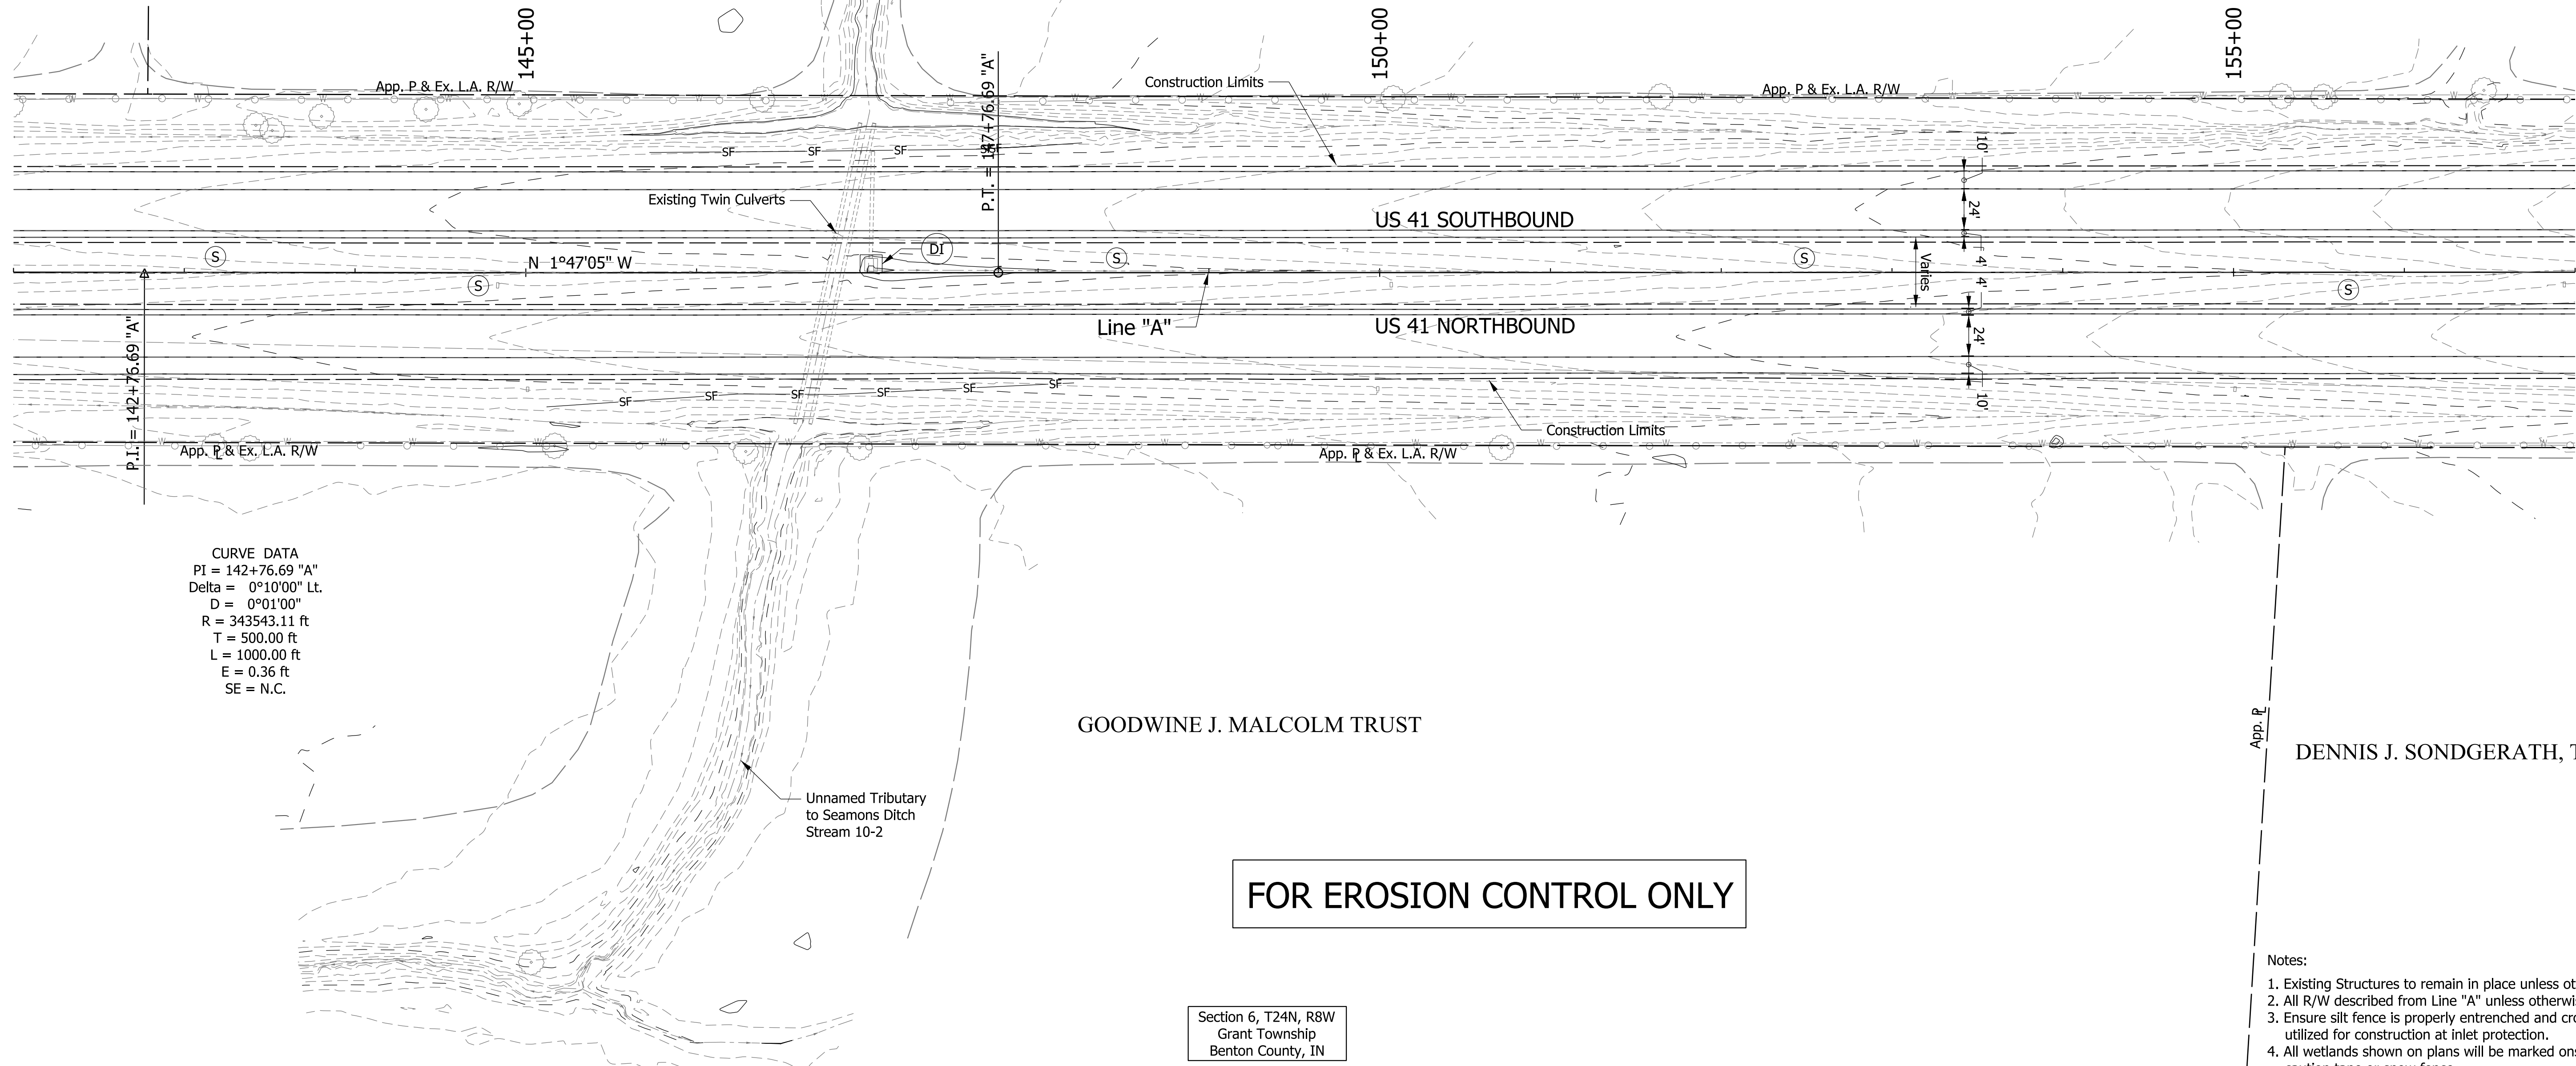 145+00
150+00
155+00
App. P & Ex. L.A. R/W
Construction Limits
App. P & Ex. L.A. R/W
P.T. = 147+76.69 "A"
SF
SF
SF
SF
10'
Existing Twin Culverts
24'
US 41 SOUTHBOUND
DI
S
S
S
N 1°47'05" W
4'
Varies
4'
S
S
Line "A"
US 41 NORTHBOUND
24'
P.I. = 142+76.69 "A"
SF
SF
SF
SF
SF
SF
10'
Construction Limits
App. PL & Ex. L.A. R/W
App. PL & Ex. L.A. R/W
CURVE DATA
PI = 142+76.69 "A"
Delta = 0°10'00" Lt.
D = 0°01'00"
R = 343543.11 ft
T = 500.00 ft
L = 1000.00 ft
E = 0.36 ft
SE = N.C.
GOODWINE J. MALCOLM TRUST
App. PL
DENNIS J. SONDGERATH, T
Unnamed Tributary
to Seamons Ditch
Stream 10-2
FOR EROSION CONTROL ONLY
Section 6, T24N, R8W
Grant Township
Benton County, IN
Notes:
1. Existing Structures to remain in place unless ot
2. All R/W described from Line "A" unless otherwi
3. Ensure silt fence is properly entrenched and cro
utilized for construction at inlet protection.
4. All wetlands shown on plans will be marked ons